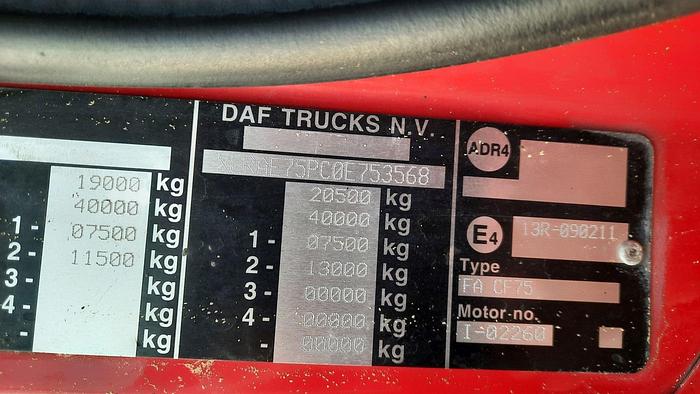 DAF TRUCKS N.V.
AE75PC0E753568
19000 kg
40000 kg
1 - 07500 kg
2 - 11500 kg
3 - kg
4 - kg
- kg
20500 kg
40000 kg
1 - 07500 kg
2 - 13000 kg
3 - 00000 kg
4 - 00000 kg
- 00000 kg
ADR4
E4 13R-090211
Type
FA CF75
Motor no.
I-02260